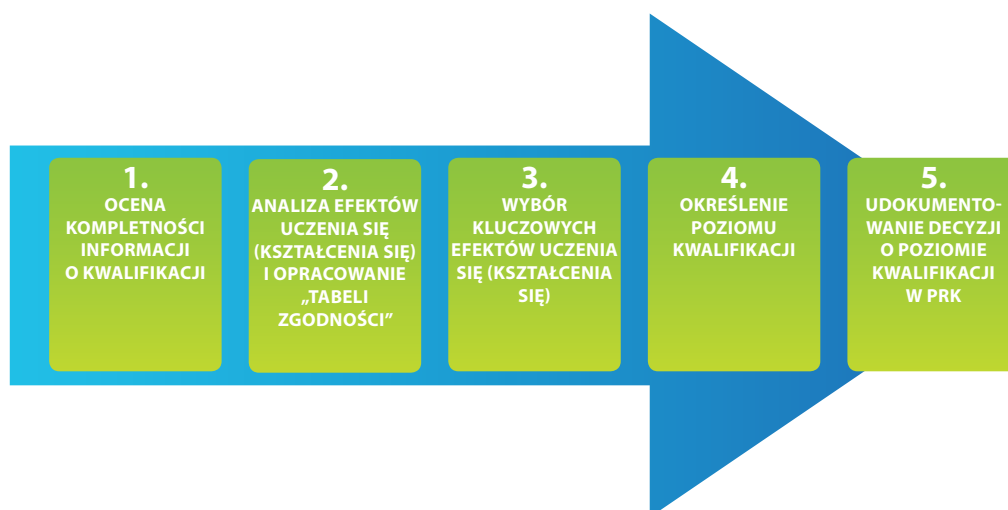 1.
OCENA
KOMPLETNOŚCI
INFORMACJI
O KWALIFIKACJI
2.
ANALIZA EFEKTÓW
UCZENIA SIĘ
(KSZTAŁCENIA SIĘ)
I OPRACOWANIE
„TABELI
ZGODNOŚCI”
3.
WYBÓR
KLUCZOWYCH
EFEKTÓW UCZENIA
SIĘ (KSZTAŁCENIA
SIĘ)
4.
OKREŚLENIE
POZIOMU
KWALIFIKACJI
5.
UDOKUMENTO-
WANIE DECYZJI
O POZIOMIE
KWALIFIKACJI
W PRK